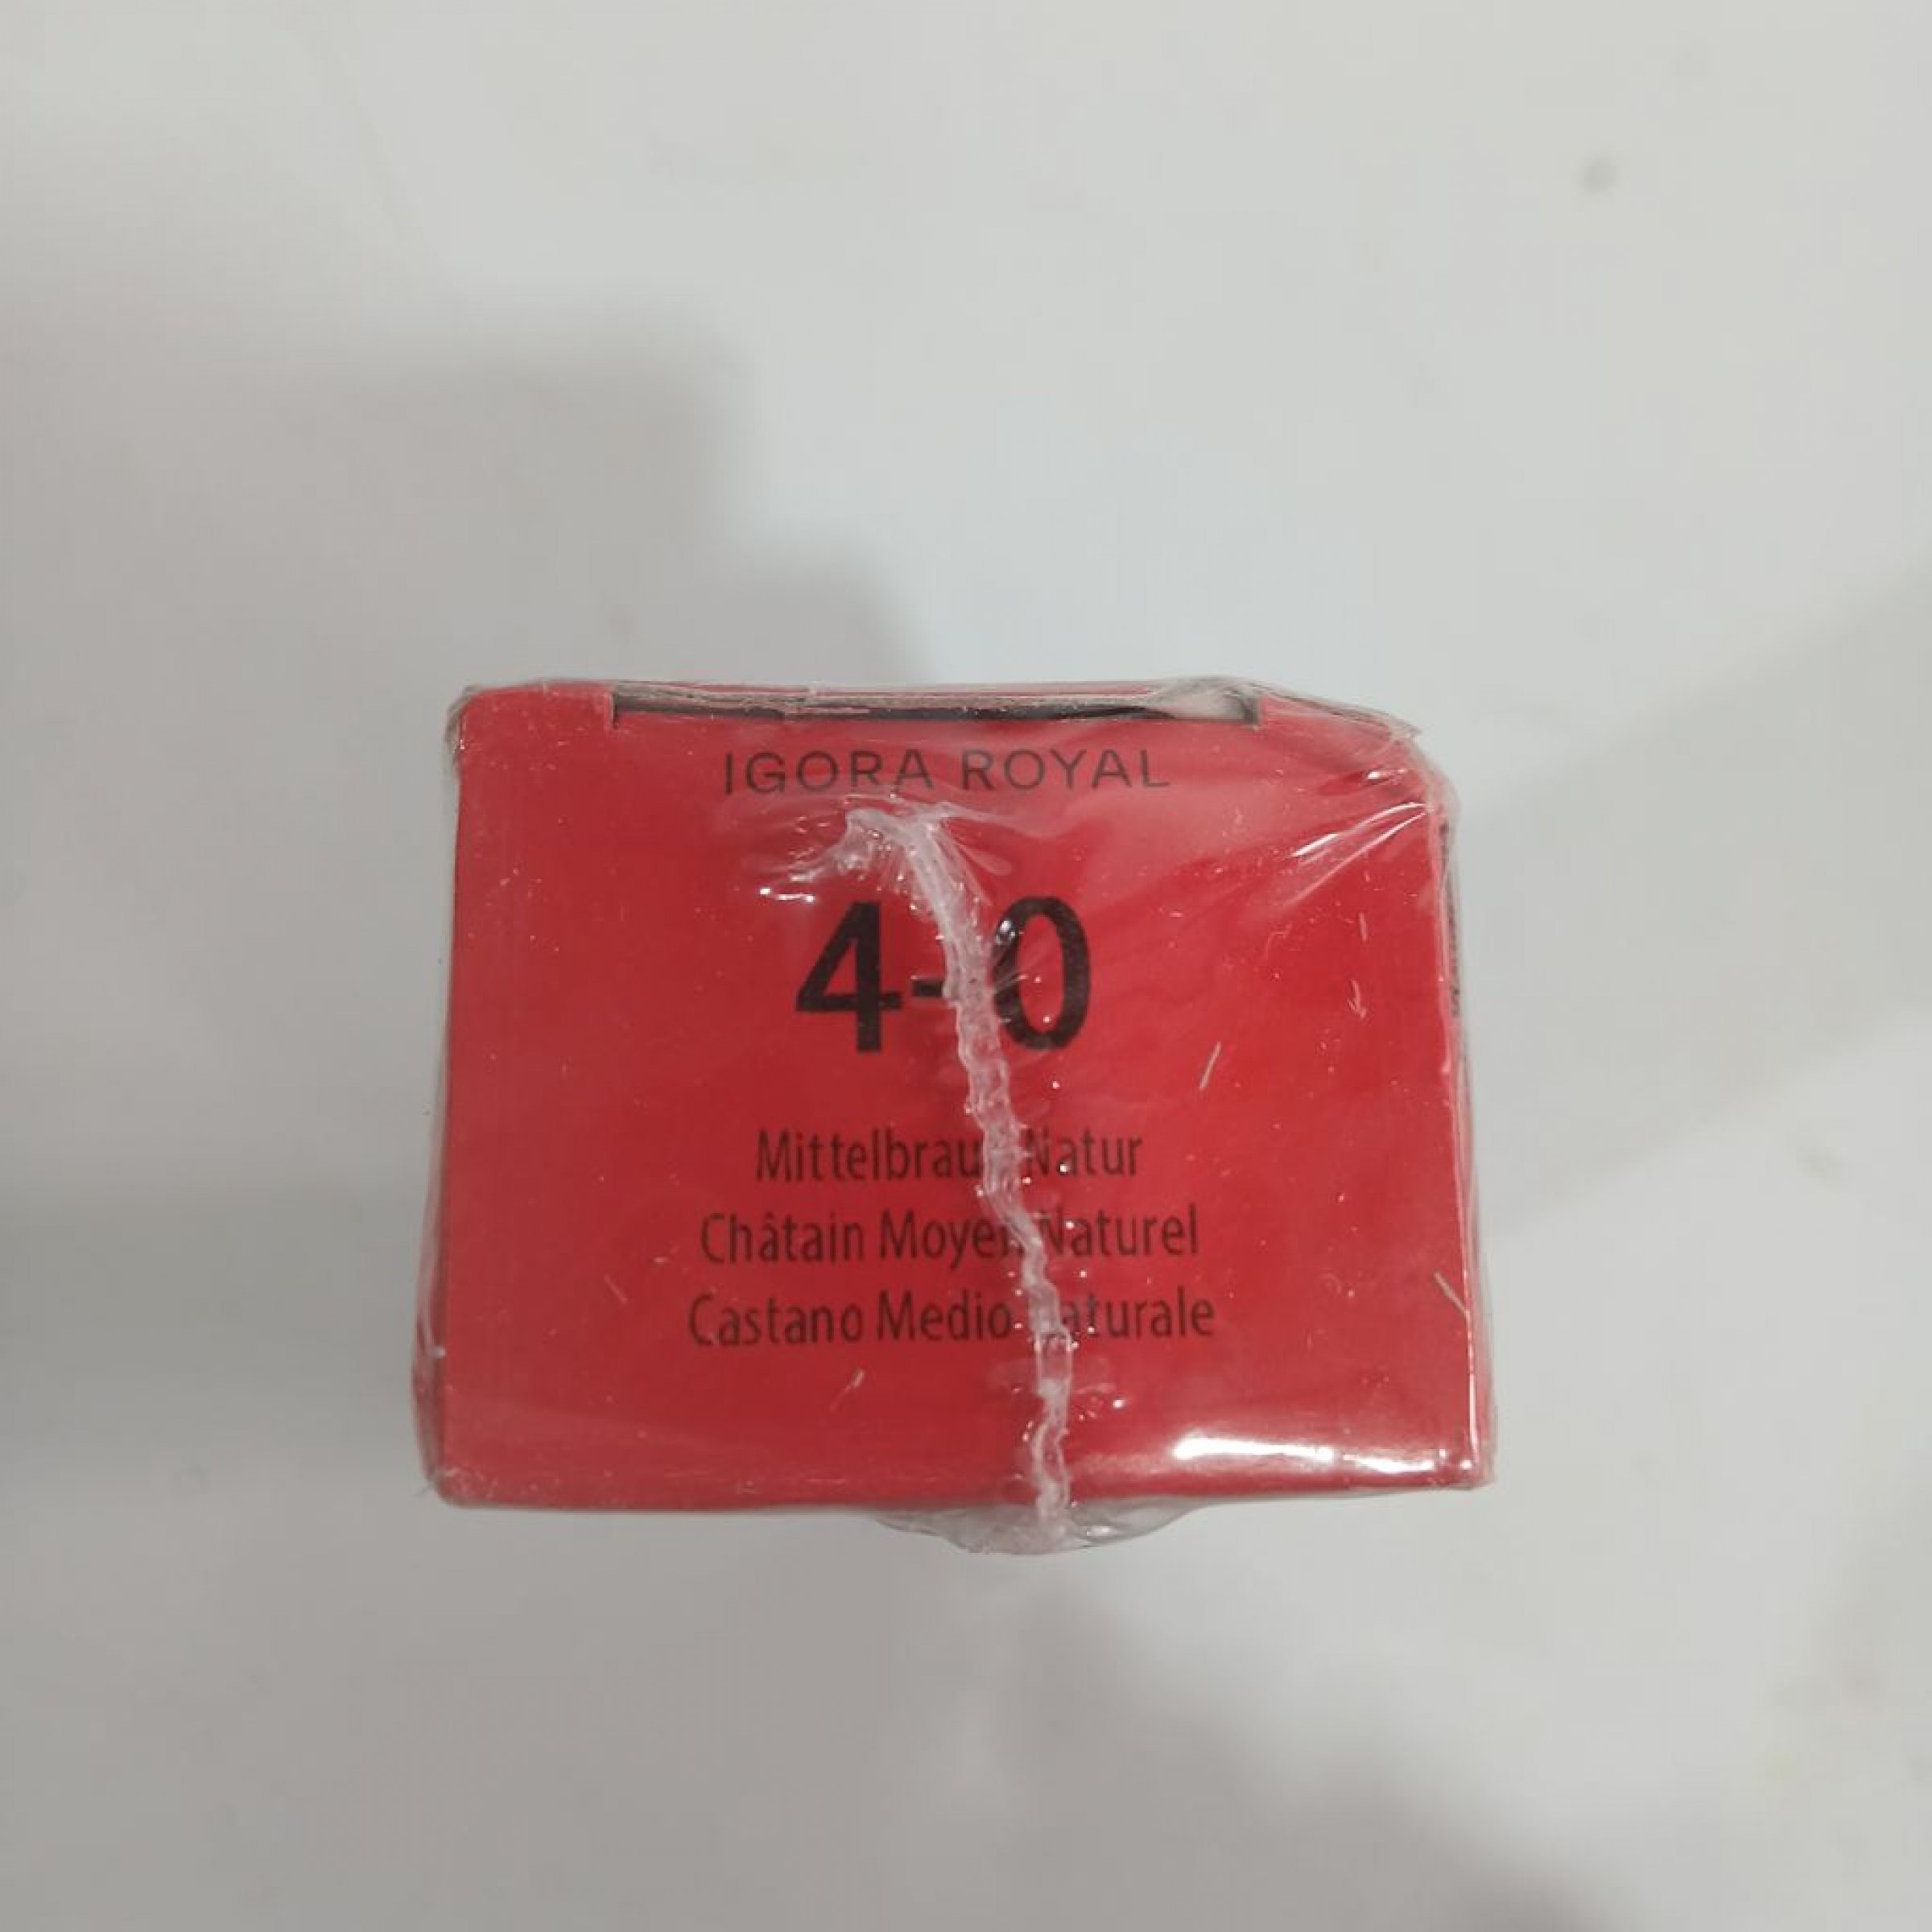 IGORA ROYAL
4-0
Mittelbraun Natur
Châtain Moyen Naturel
Castano Medio Naturale